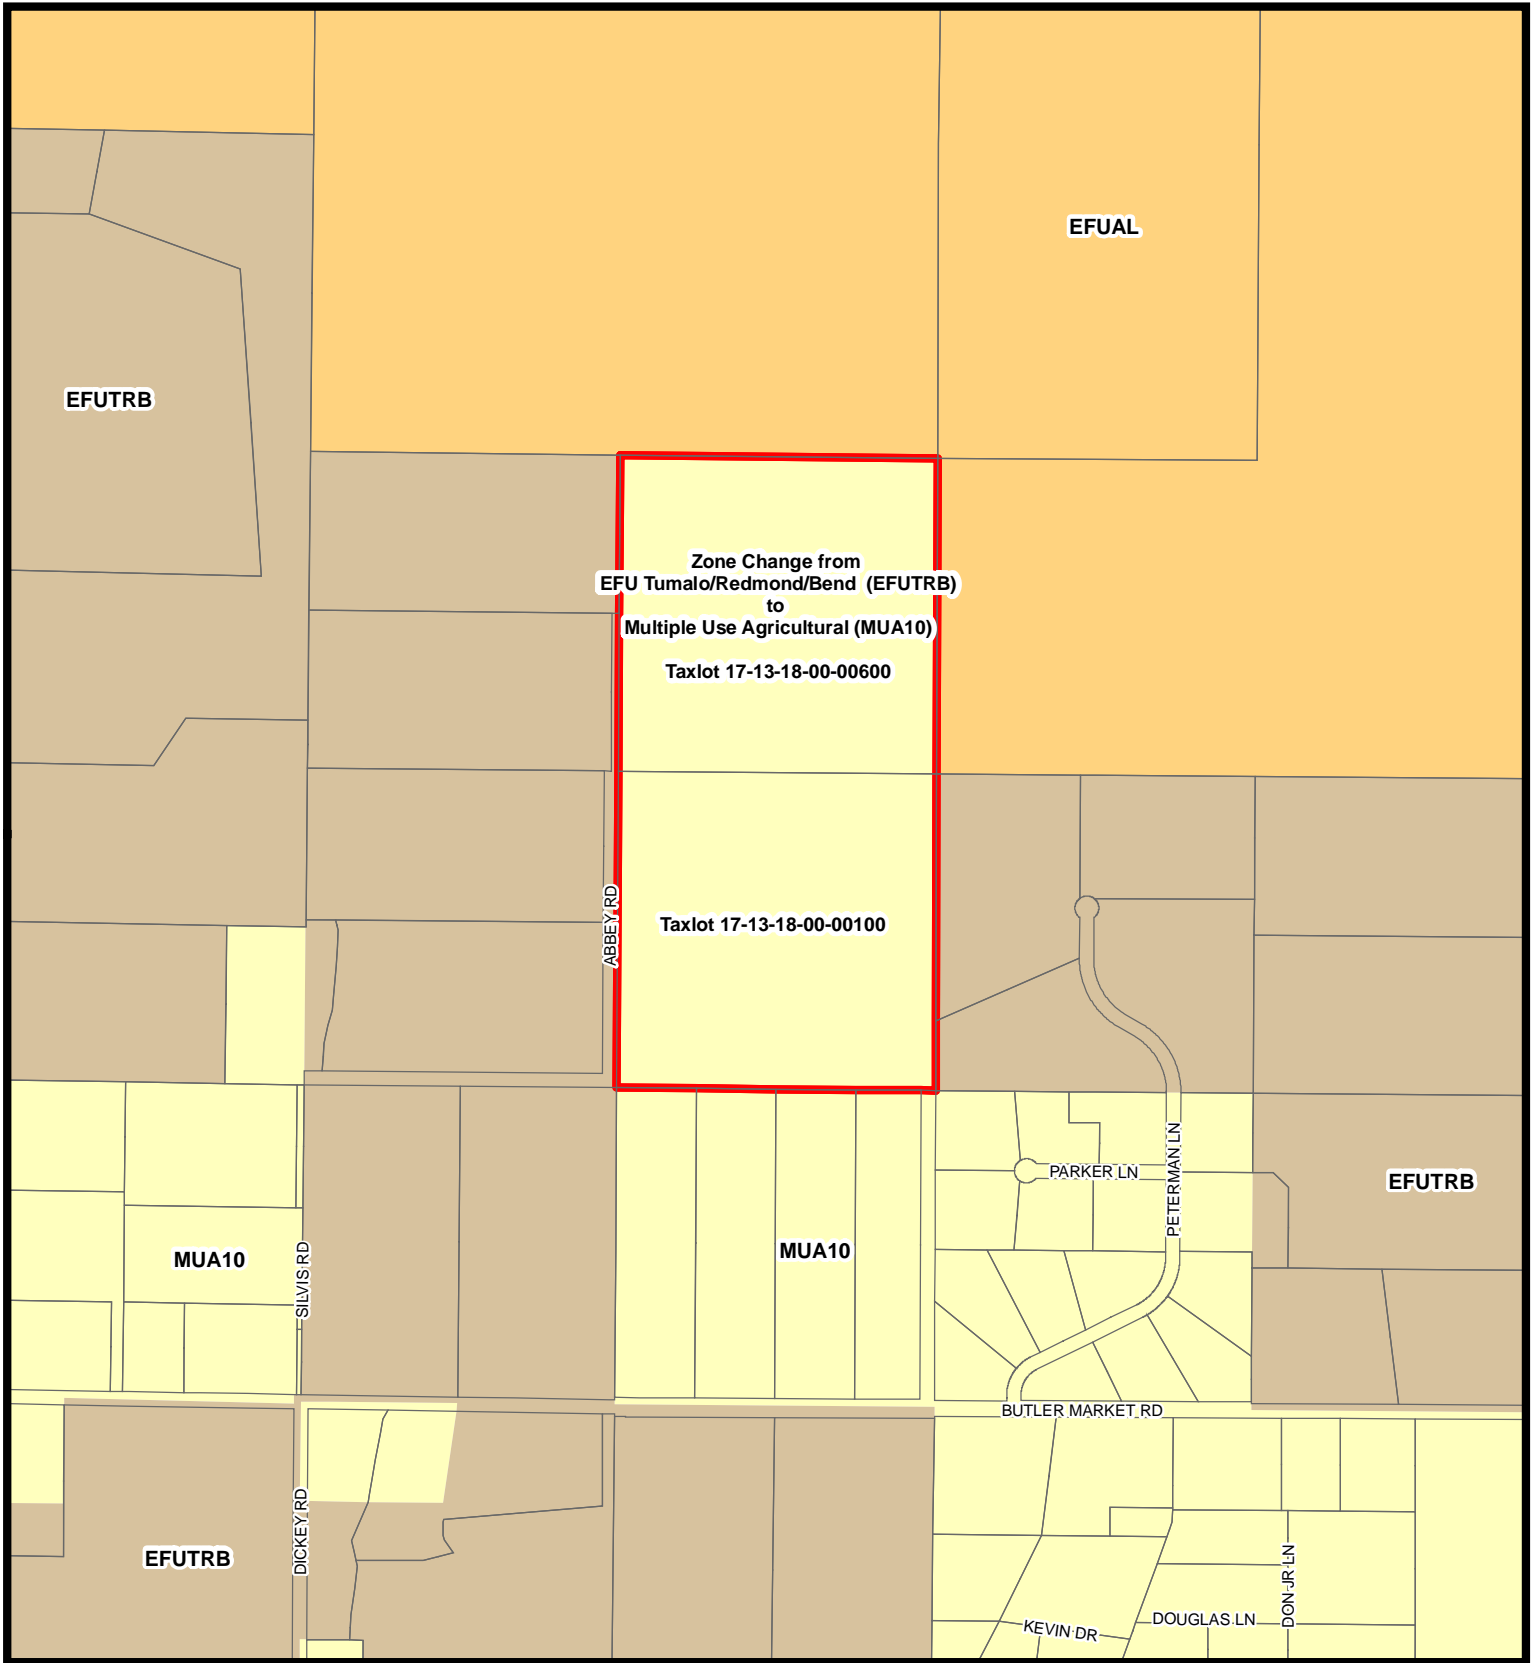 EFUAL
EFUTRB
Zone Change from
EFU Tumalo/Redmond/Bend (EFUTRB)
to
Multiple Use Agricultural (MUA10)
Taxlot 17-13-18-00-00600
ABBEY RD
Taxlot 17-13-18-00-00100
PARKER LN
PETERMAN LN
EFUTRB
MUA10
SILVIS RD
MUA10
BUTLER MARKET RD
DICKEY RD
EFUTRB
DON JR LN
DOUGLAS LN
KEVIN DR